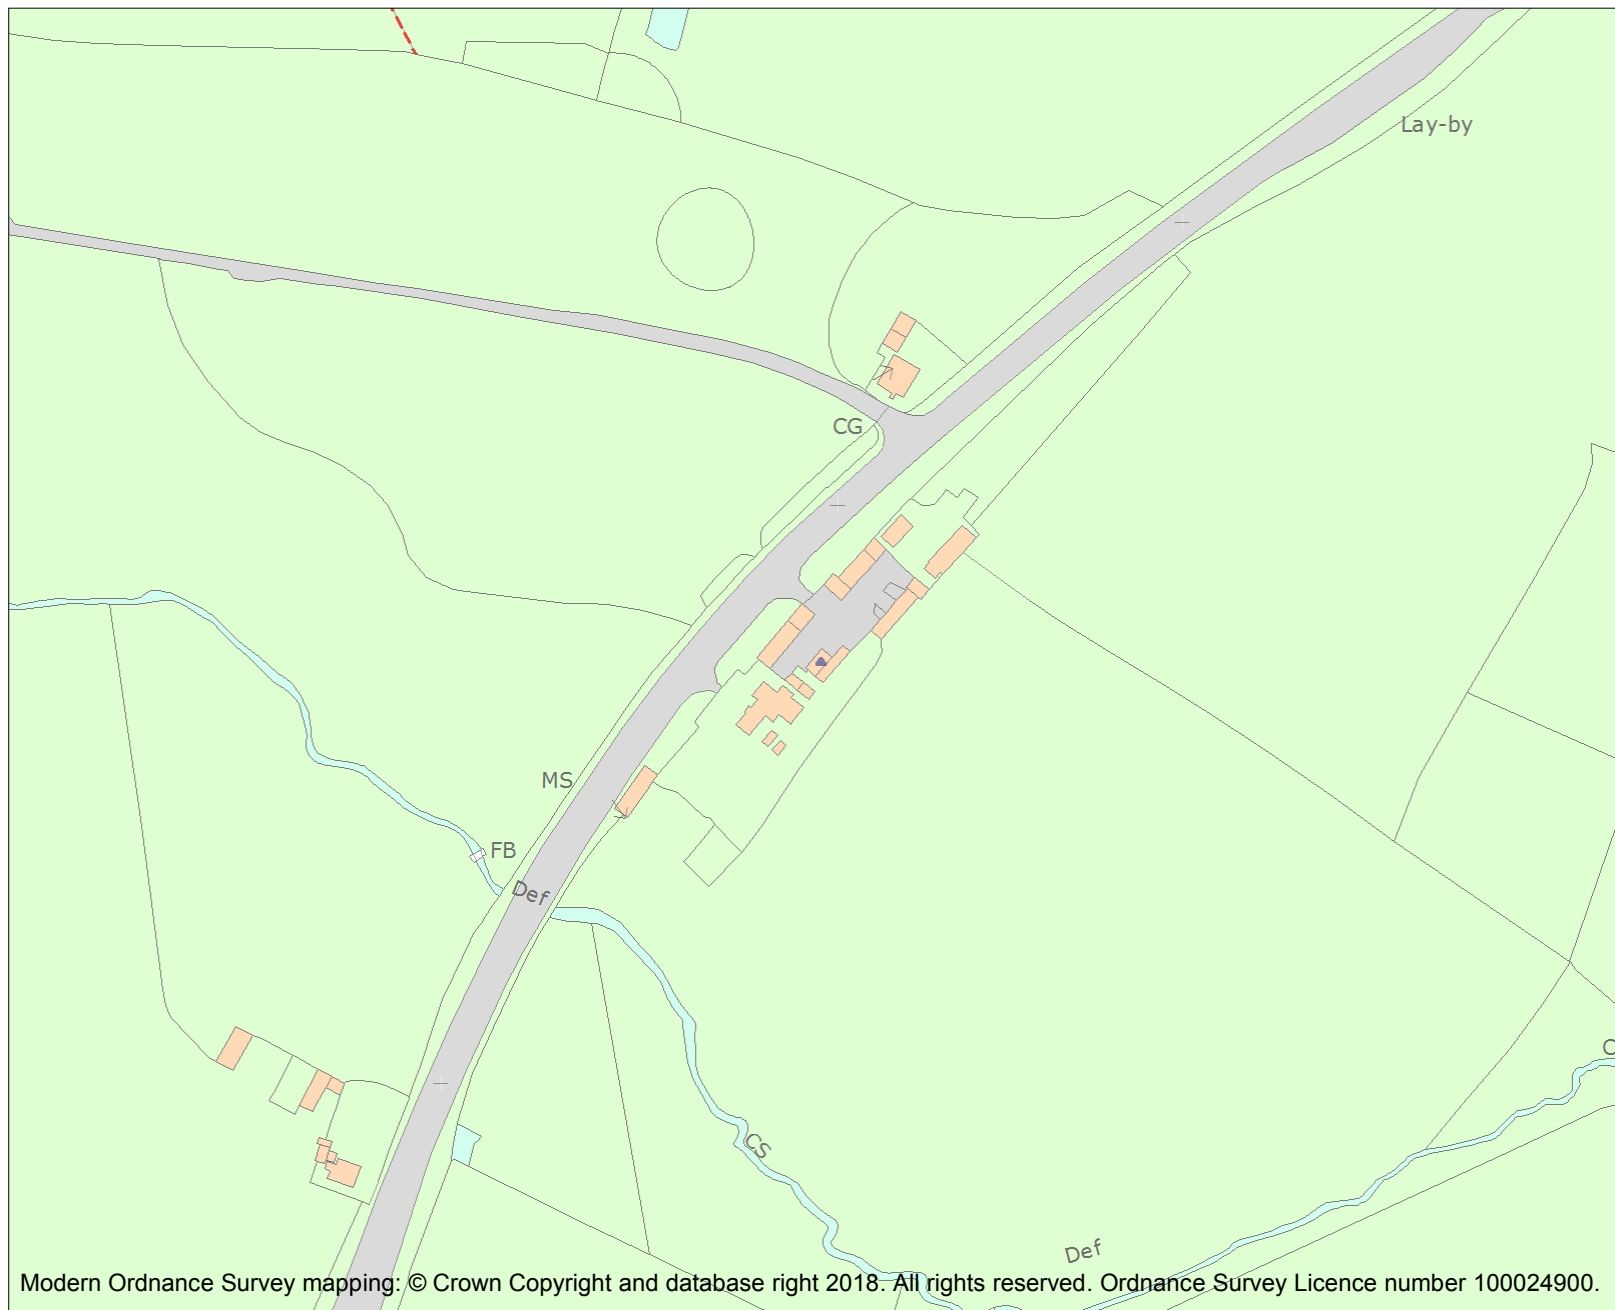 Lay-by
CG
MS
FB
Def
C
CS
Def
Modern Ordnance Survey mapping: © Crown Copyright and database right 2018. All rights reserved. Ordnance Survey Licence number 100024900.